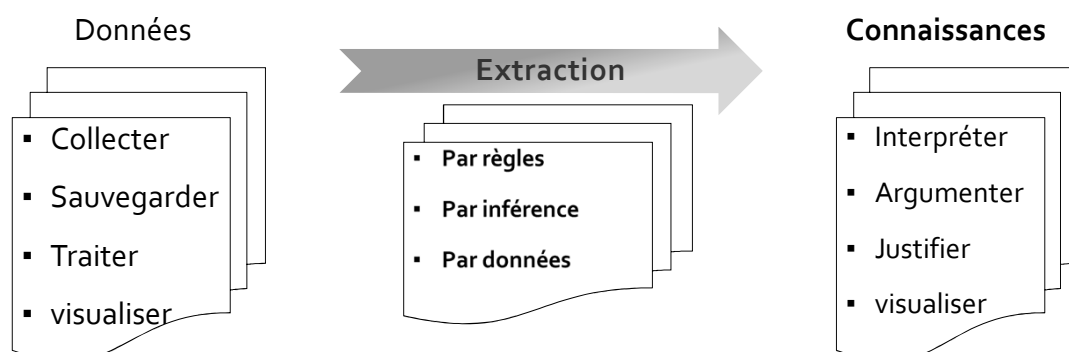 Données
Extraction
Connaissances
▪ Collecter
▪ Sauvegarder
▪ Traiter
▪ visualiser
▪ Par règles
▪ Par inférence
▪ Par données
▪ Interpréter
▪ Argumenter
▪ Justifier
▪ visualiser